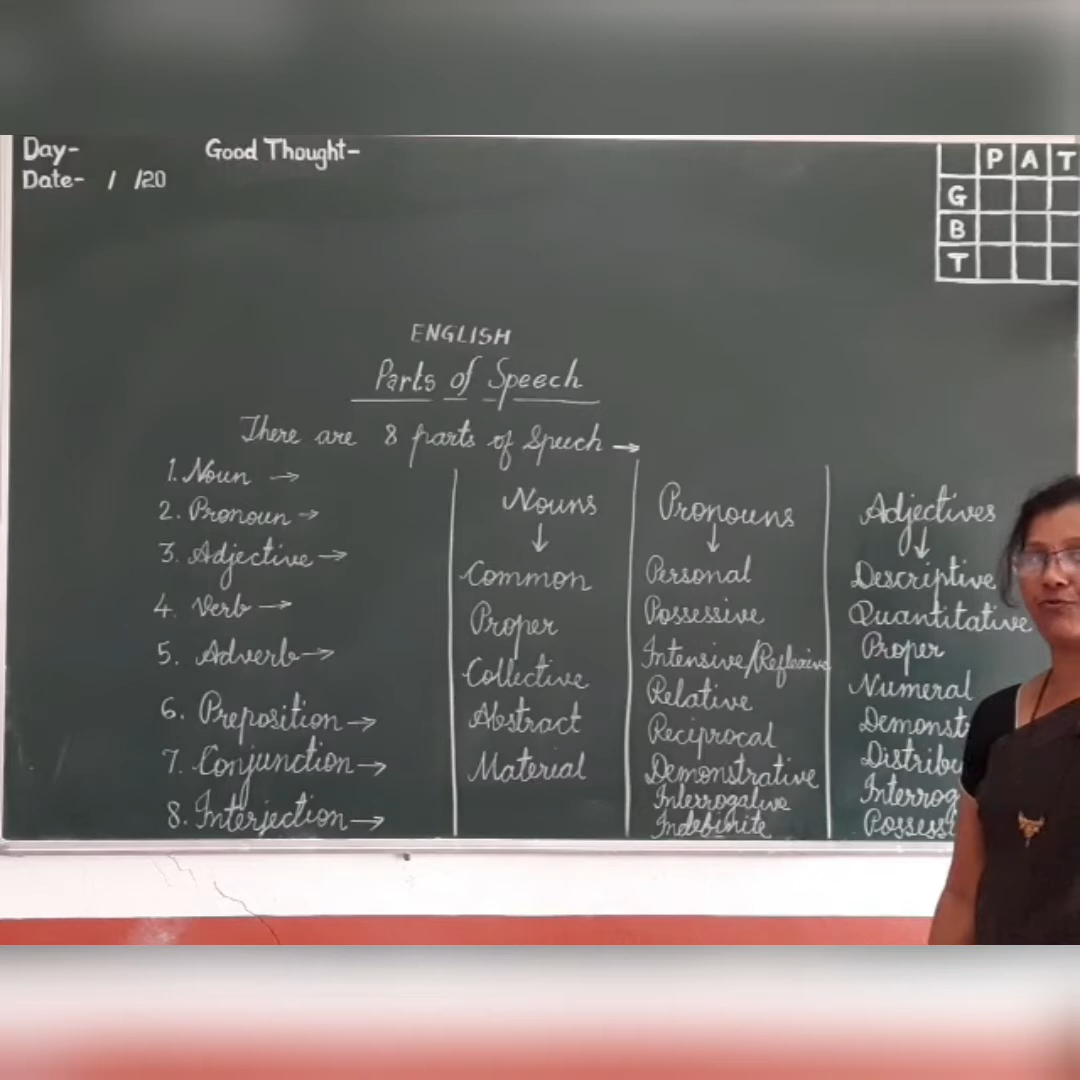 Day-
Date- / /20
Good Thought-
P A T
G
B
T
ENGLISH
Parts of Speech
There are 8 parts of Speech →
1. Noun →
2. Pronoun →
3. Adjective →
4. Verb →
5. Adverb →
6. Preposition →
7. Conjunction →
8. Interjection →
Nouns
↓
Common
Proper
Collective
Abstract
Material
Pronouns
↓
Personal
Possessive
Intensive/Reflexive
Relative
Reciprocal
Demonstrative
Interrogative
Indefinite
Adjectives
↓
Descriptive
Quantitative
Proper
Numeral
Demonst
Distribu
Interrog
Possess